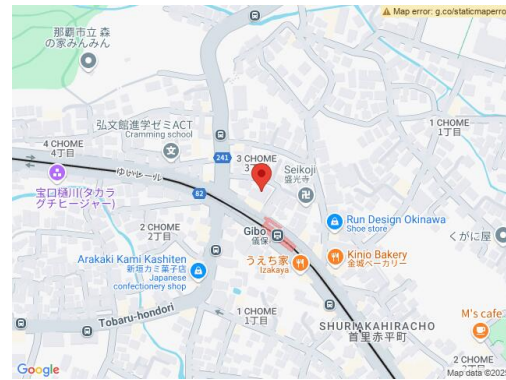 Map error: g.co/staticmaperro
那覇市立 森
の家みんみん
弘文館進学ゼミACT
Cramming school
4 CHOME
4丁目
241
3 CHOME
1 CHOME
1丁目
Seikoji
盛光寺
ゆいレール
82
宝口樋川(タカラ
グチヒージャー)
2 CHOME
2丁目
Gibo
儀保
Run Design Okinawa
Shoe store
くがに屋
Arakaki Kami Kashiten
新垣カミ菓子店
Japanese
confectionery shop
うえち家
Izakaya
Kinjo Bakery
金城ベーカリー
Tobaru-hondori
1 CHOME
1丁目
SHURIAKAHIRACHO
首里赤平町
M's cafe
2 CHOME
2丁目
Google
Map data ©202